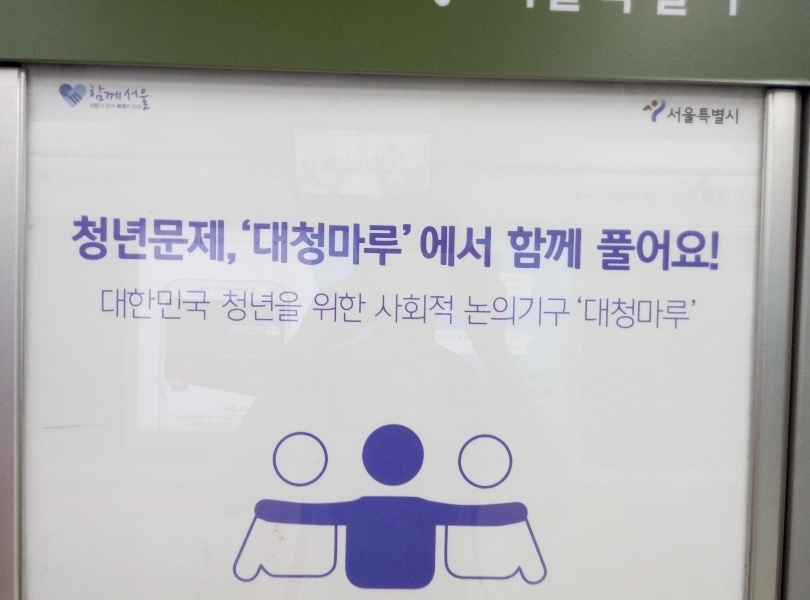 함께서울
서울특별시
청년문제, '대청마루' 에서 함께 풀어요!
대한민국 청년을 위한 사회적 논의기구 '대청마루'